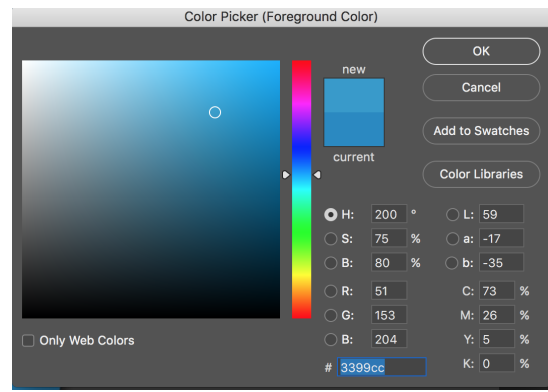 Color Picker (Foreground Color)
new
current
OK
Cancel
Add to Swatches
Color Libraries
H: 200 °
S: 75 %
B: 80 %
R: 51
G: 153
B: 204
# 3399cc
L: 59
a: -17
b: -35
C: 73 %
M: 26 %
Y: 5 %
K: 0 %
Only Web Colors